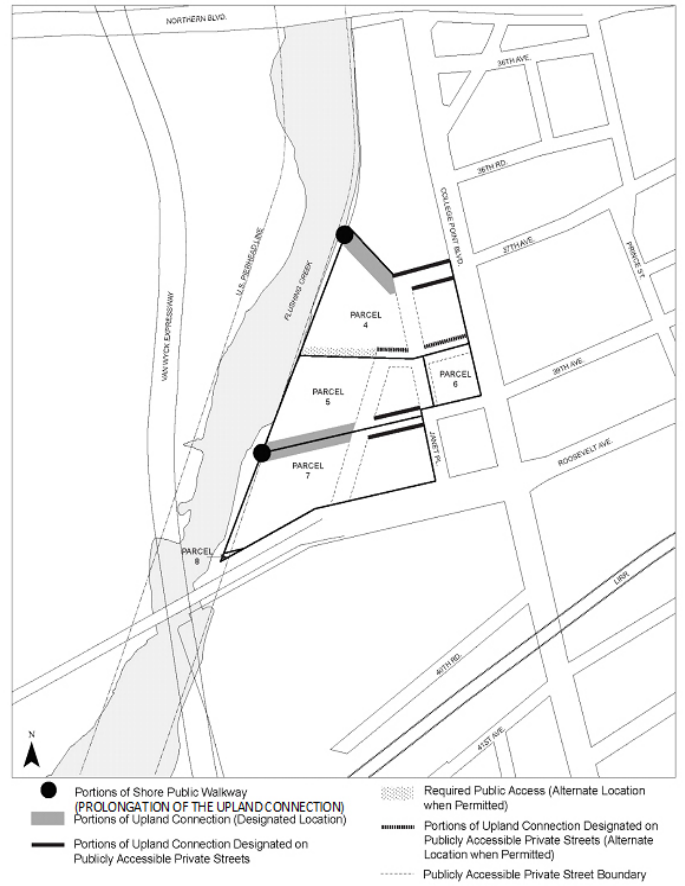 NORTHERN BLVD.
36TH AVE.
36TH RD.
COLLEGE POINT BLVD.
37TH AVE.
PRINCE ST.
U.S. PIERHEAD LINE
FLUSHING CREEK
VAN WYCK EXPRESSWAY
PARCEL
4
39TH AVE.
PARCEL
6
PARCEL
5
JANET PL.
ROOSEVELT AVE.
PARCEL
7
PARCEL
8
LIRR
40TH RD.
41ST AVE.
N
Portions of Shore Public Walkway
(PROLONGATION OF THE UPLAND CONNECTION)
Portions of Upland Connection (Designated Location)
Portions of Upland Connection Designated on
Publicly Accessible Private Streets
Required Public Access (Alternate Location
when Permitted)
Portions of Upland Connection Designated on
Publicly Accessible Private Streets (Alternate
Location when Permitted)
Publicly Accessible Private Street Boundary